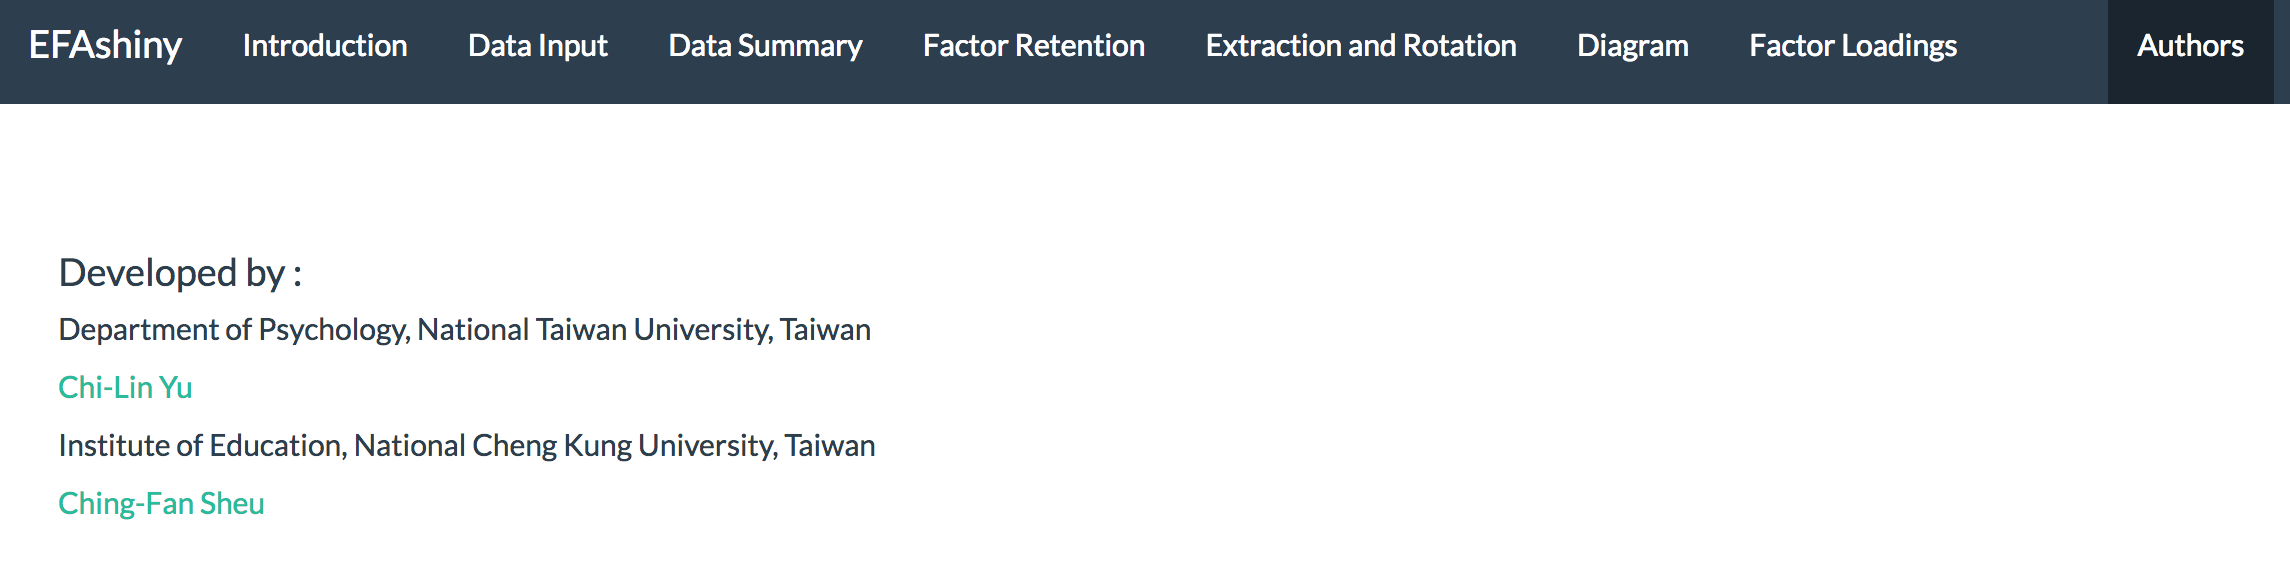 EFAshiny Introduction Data Input Data Summary Factor Retention Extraction and Rotation Diagram Factor Loadings Authors
Developed by :
Department of Psychology, National Taiwan University, Taiwan
Chi-Lin Yu
Institute of Education, National Cheng Kung University, Taiwan
Ching-Fan Sheu